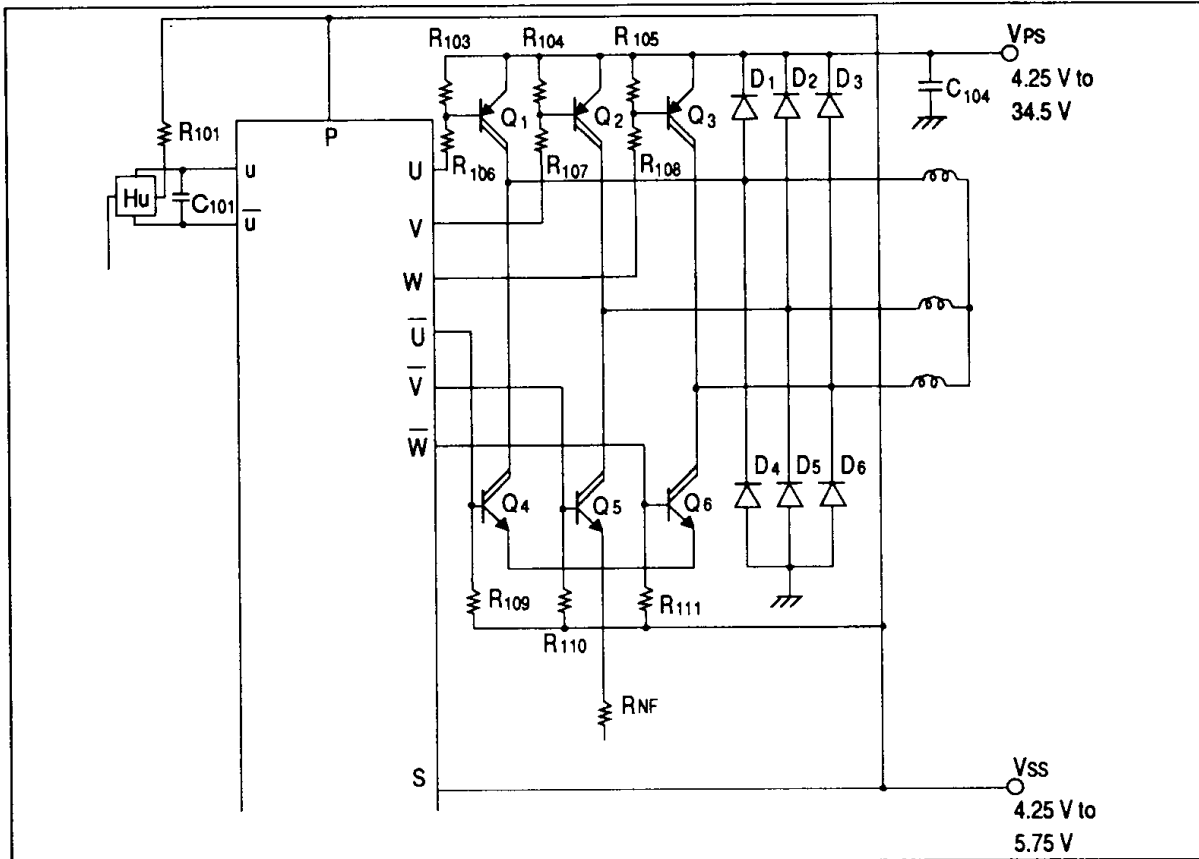 R103
R104
R105
VPS
4.25 V to
34.5 V
D1
D2
D3
C104
Q1
Q2
Q3
R101
P
R106
R107
R108
u
U
Hu
C101
u̅
V
W
U̅
V̅
W̅
Q4
Q5
Q6
D4
D5
D6
R109
R110
R111
RNF
S
VSS
4.25 V to
5.75 V